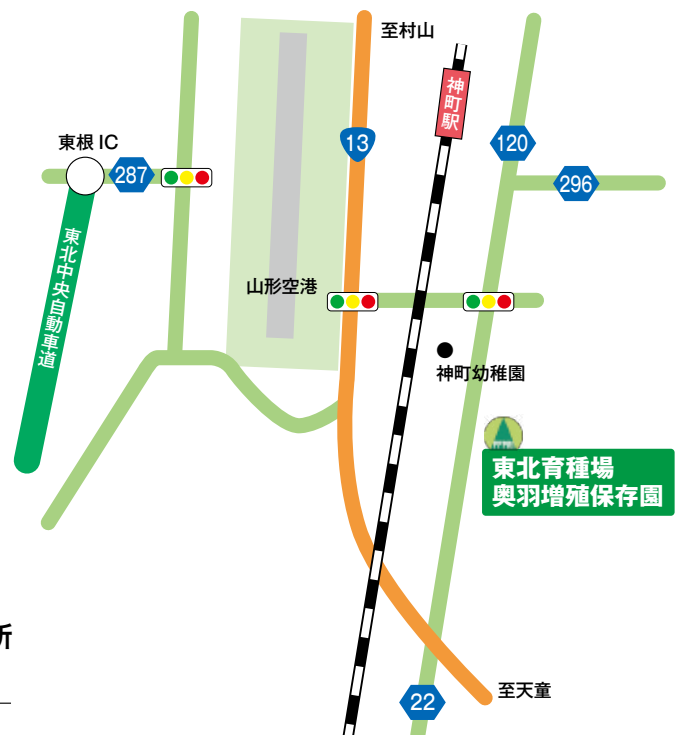 至村山
神町駅
13
東根 IC
120
287
296
東北中央自動車道
山形空港
神町幼稚園
東北育種場
奥羽増殖保存園
所
至天童
22